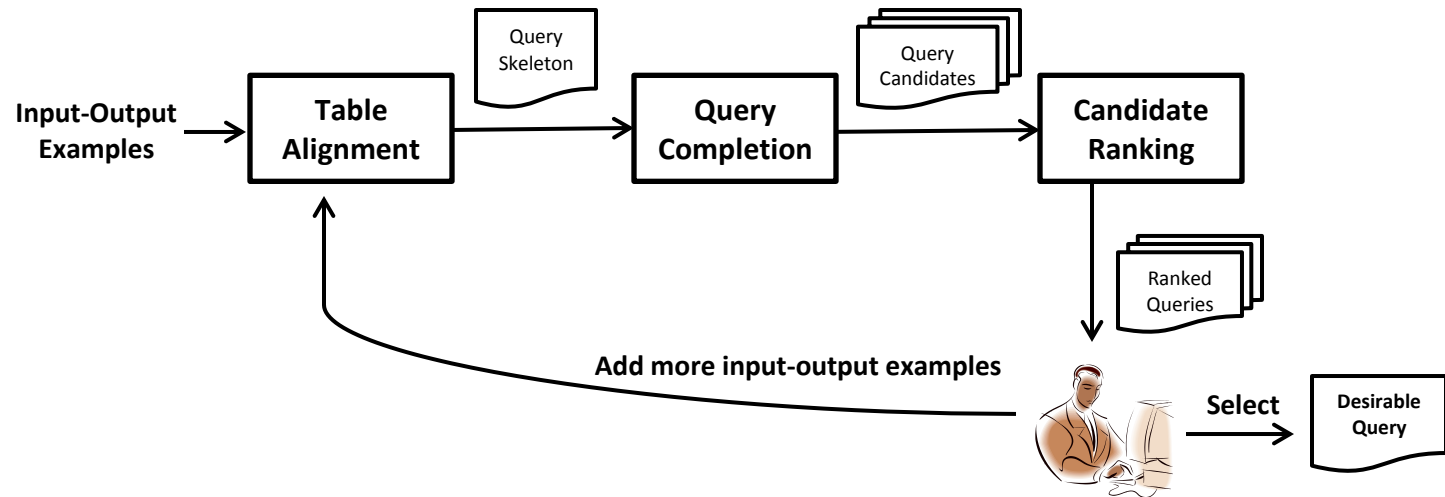 Query
Skeleton
Query
Candidates
Input-Output
Examples
Table
Alignment
Query
Completion
Candidate
Ranking
Ranked
Queries
Add more input-output examples
Select
Desirable
Query